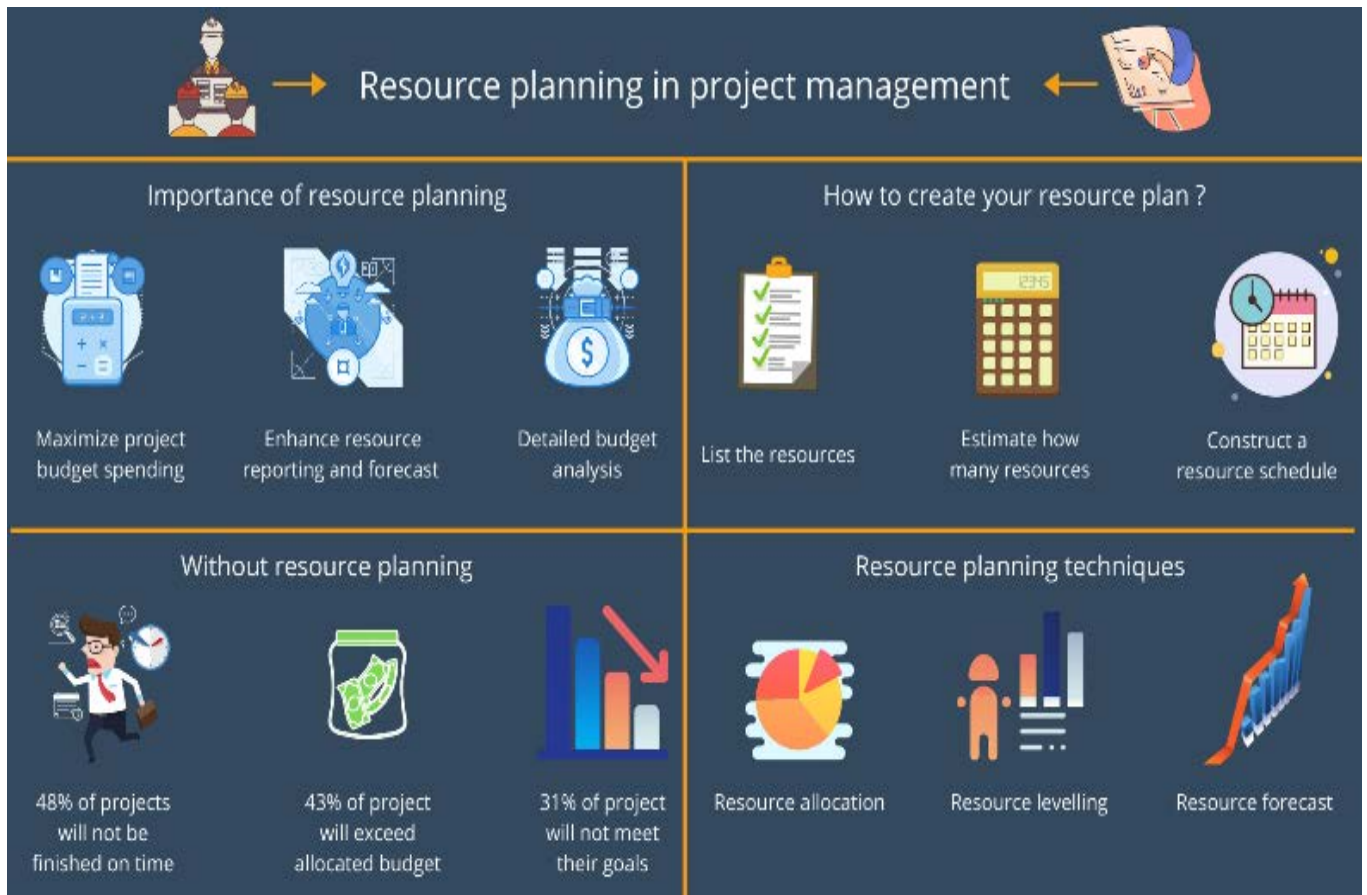 Resource planning in project management
Importance of resource planning
Maximize project
budget spending
Enhance resource
reporting and forecast
Detailed budget
analysis
How to create your resource plan ?
12345
List the resources
Estimate how
many resources
Construct a
resource schedule
Without resource planning
48% of projects
will not be
finished on time
43% of project
will exceed
allocated budget
31% of project
will not meet
their goals
Resource planning techniques
Resource allocation
Resource levelling
Resource forecast